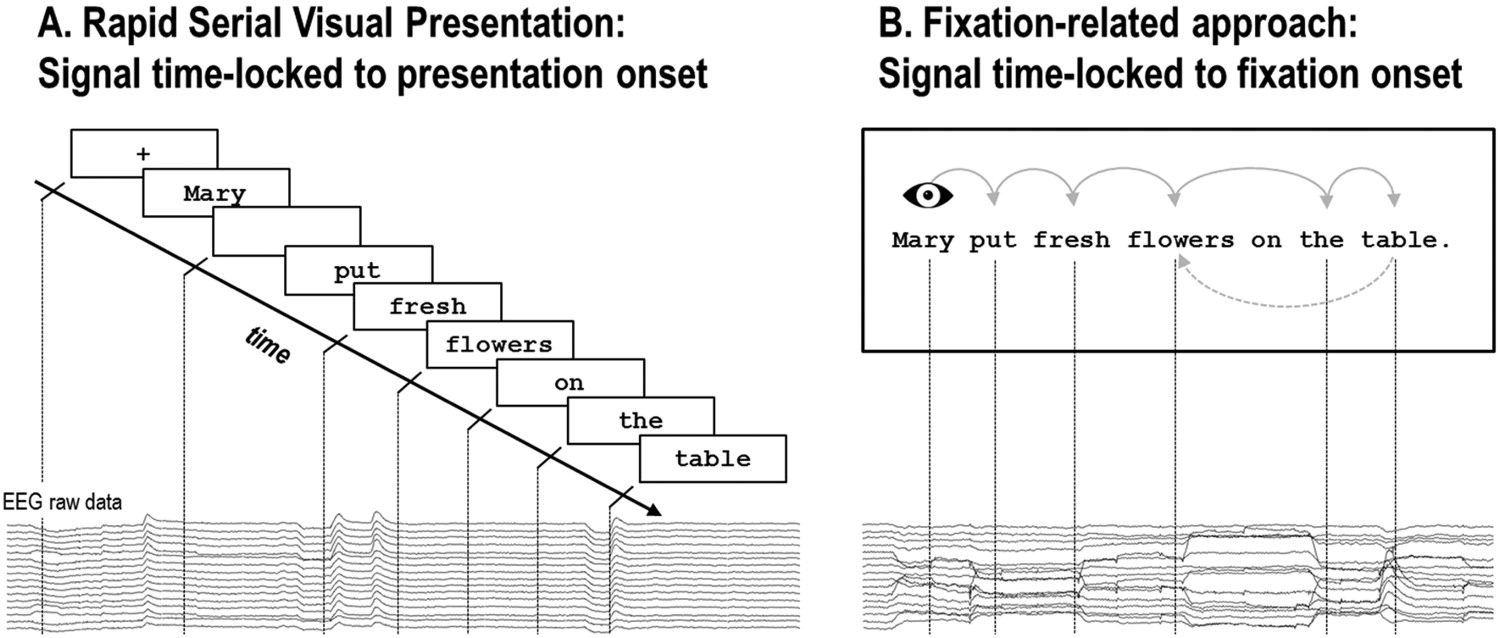 A. Rapid Serial Visual Presentation:
Signal time-locked to presentation onset
+
Mary
put
fresh
flowers
on
the
table
time
EEG raw data
B. Fixation-related approach:
Signal time-locked to fixation onset
Mary put fresh flowers on the table.